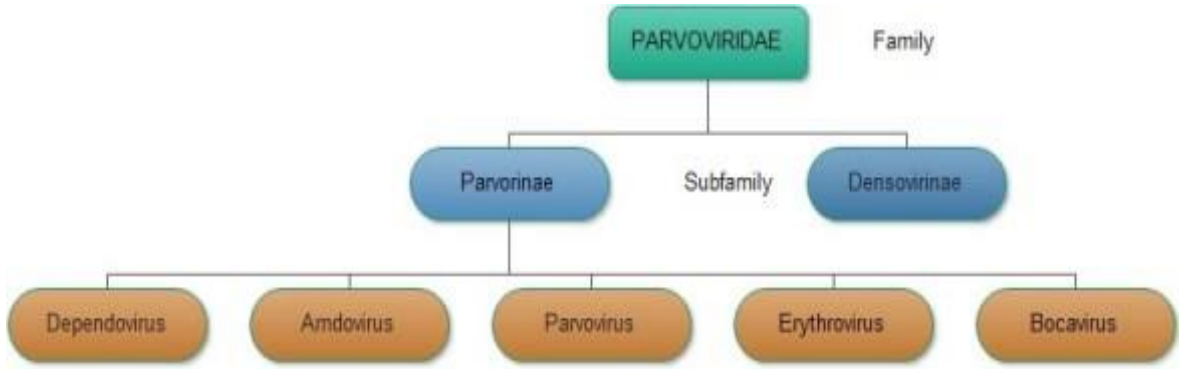 PARVOVIRIDAE Family
Parvorinae Subfamily Densovirinae
Dependovirus Amdovirus Parvovirus Erythrovirus Bocavirus